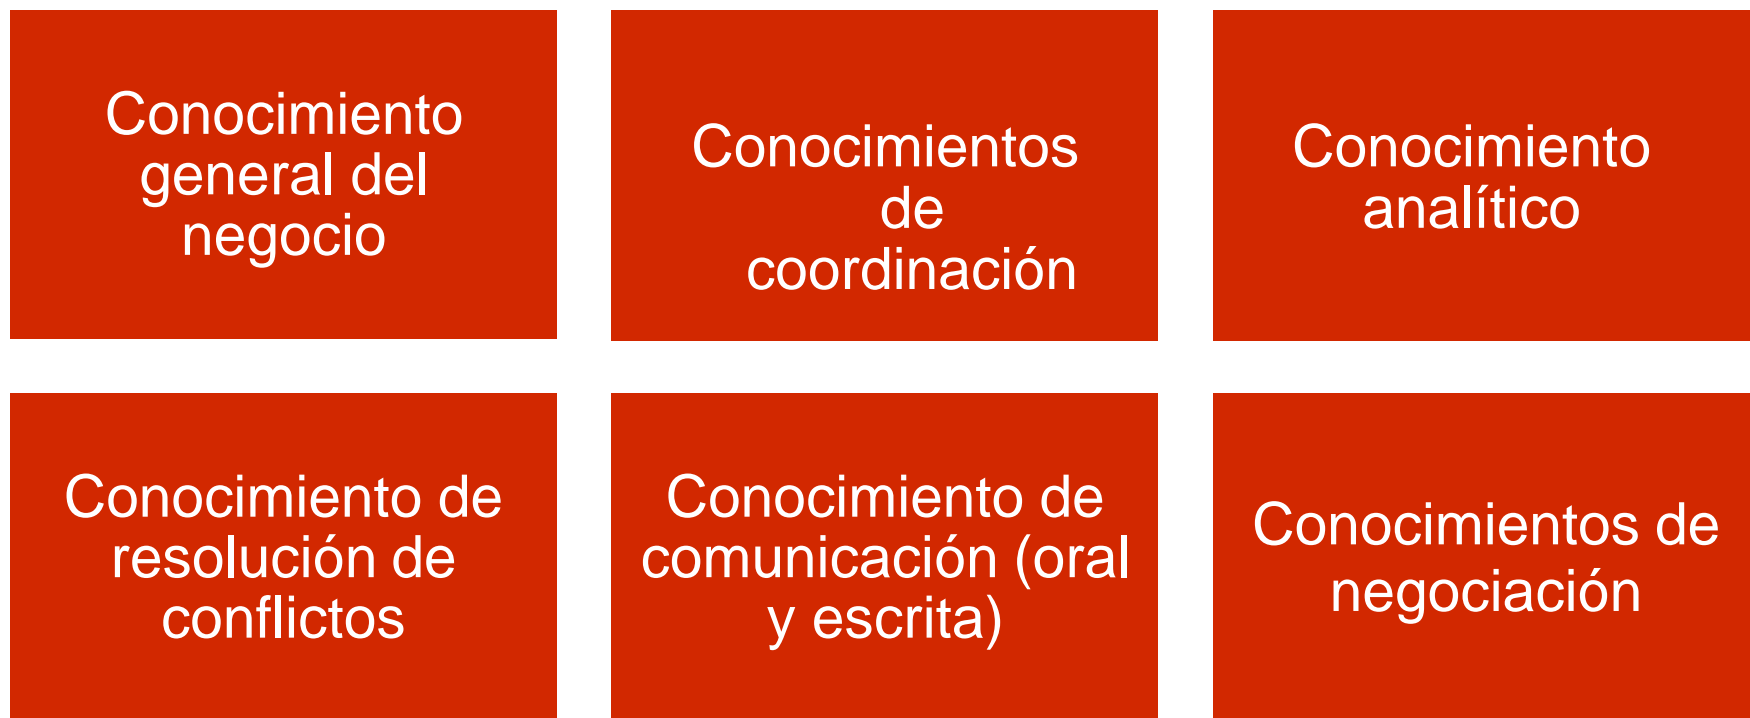 Conocimiento
general del
negocio
Conocimientos
de
coordinación
Conocimiento
analítico
Conocimiento de
resolución de
conflictos
Conocimiento de
comunicación (oral
y escrita)
Conocimientos de
negociación